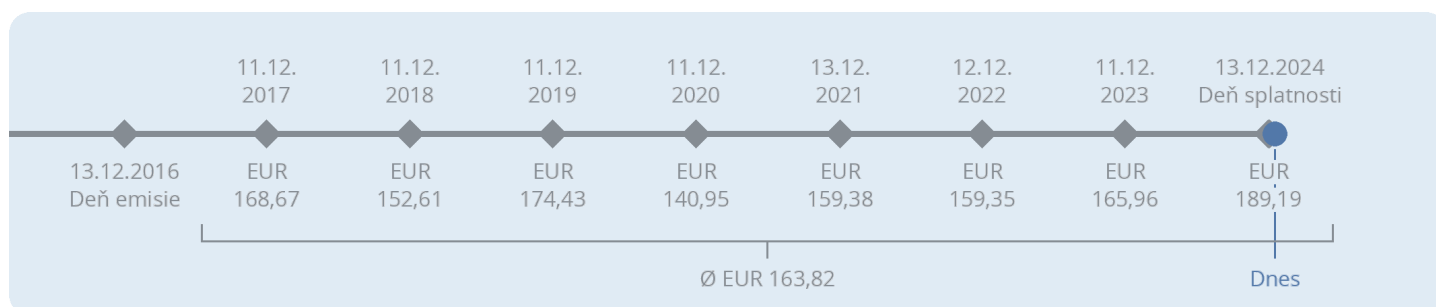 11.12.
2017
11.12.
2018
11.12.
2019
11.12.
2020
13.12.
2021
12.12.
2022
11.12.
2023
13.12.2024
Deň splatnosti
13.12.2016
Deň emisie
EUR
168,67
EUR
152,61
EUR
174,43
EUR
140,95
EUR
159,38
EUR
159,35
EUR
165,96
EUR
189,19
Ø EUR 163,82
Dnes